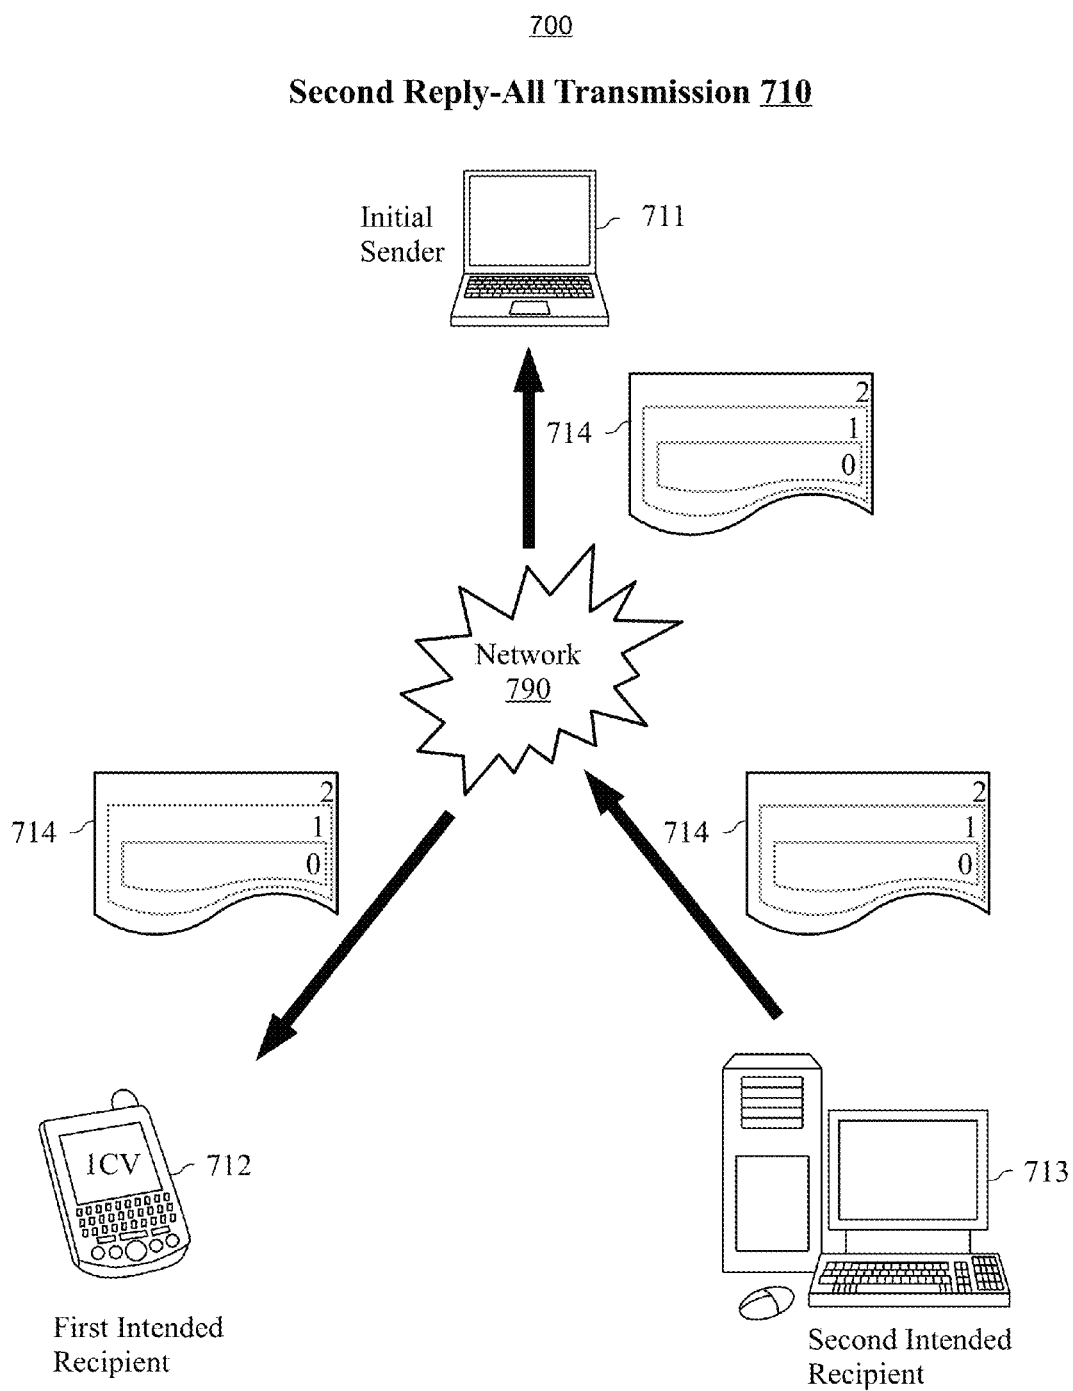 700
Second Reply-All Transmission 710
Initial
Sender
711
714
2
1
0
Network
790
714
2
1
0
714
2
1
0
1CV
712
713
First Intended
Recipient
Second Intended
Recipient